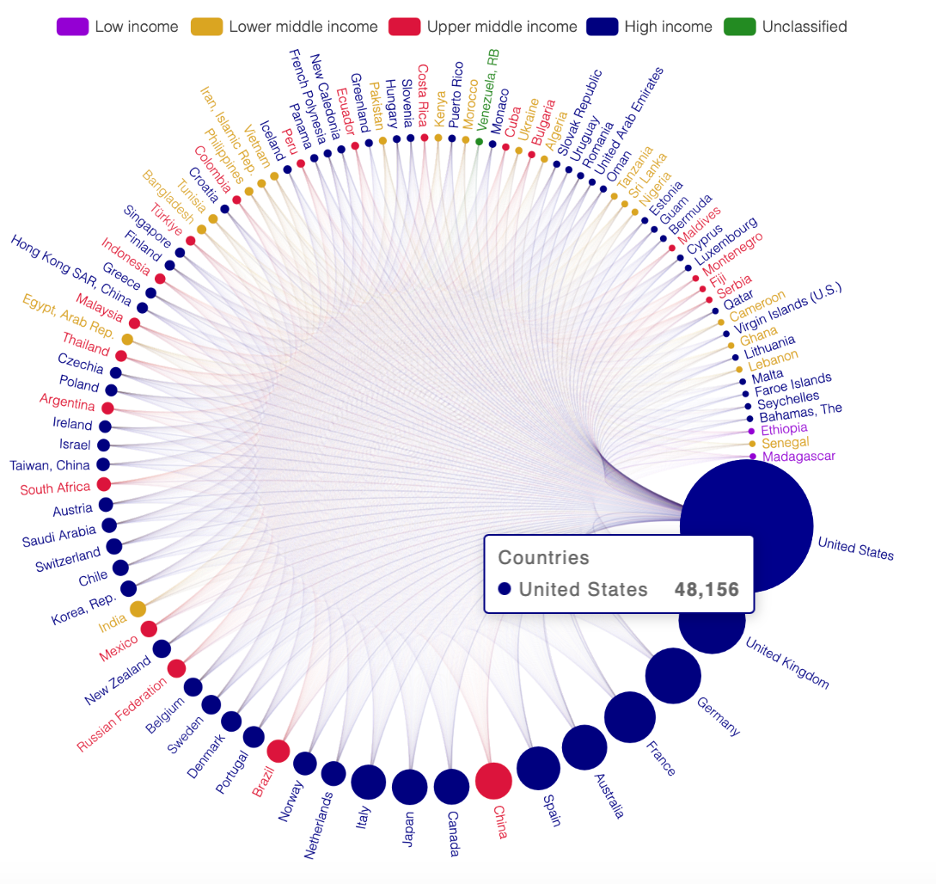 Low income
Lower middle income
Upper middle income
High income
Unclassified
Hong Kong SAR, China
Greece
Indonesia
Finland
Singapore
Türkiye
Bangladesh
Tunisia
Croatia
Colombia
Philippines
Iran, Islamic Rep.
Vietnam
Iceland
Peru
Panama
French Polynesia
New Caledonia
Ecuador
Greenland
Pakistan
Hungary
Slovenia
Costa Rica
Kenya
Puerto Rico
Morocco
Venezuela, RB
Monaco
Cuba
Ukraine
Bulgaria
Algeria
Slovak Republic
Uruguay
Romania
United Arab Emirates
Oman
Tanzania
Sri Lanka
Nigeria
Estonia
Guam
Bermuda
Maldives
Cyprus
Luxembourg
Montenegro
Fiji
Serbia
Qatar
Cameroon
Virgin Islands (U.S.)
Ghana
Lithuania
Lebanon
Malta
Faroe Islands
Seychelles
Bahamas, The
Ethiopia
Senegal
Madagascar
United States
Countries
United States 48,156
United Kingdom
Germany
France
Australia
Spain
China
Canada
Japan
Italy
Netherlands
Norway
Brazil
Portugal
Denmark
Sweden
Belgium
Russian Federation
New Zealand
Mexico
India
Korea, Rep.
Chile
Switzerland
Saudi Arabia
Austria
South Africa
Taiwan, China
Israel
Ireland
Argentina
Poland
Czechia
Thailand
Egypt, Arab Rep.
Malaysia